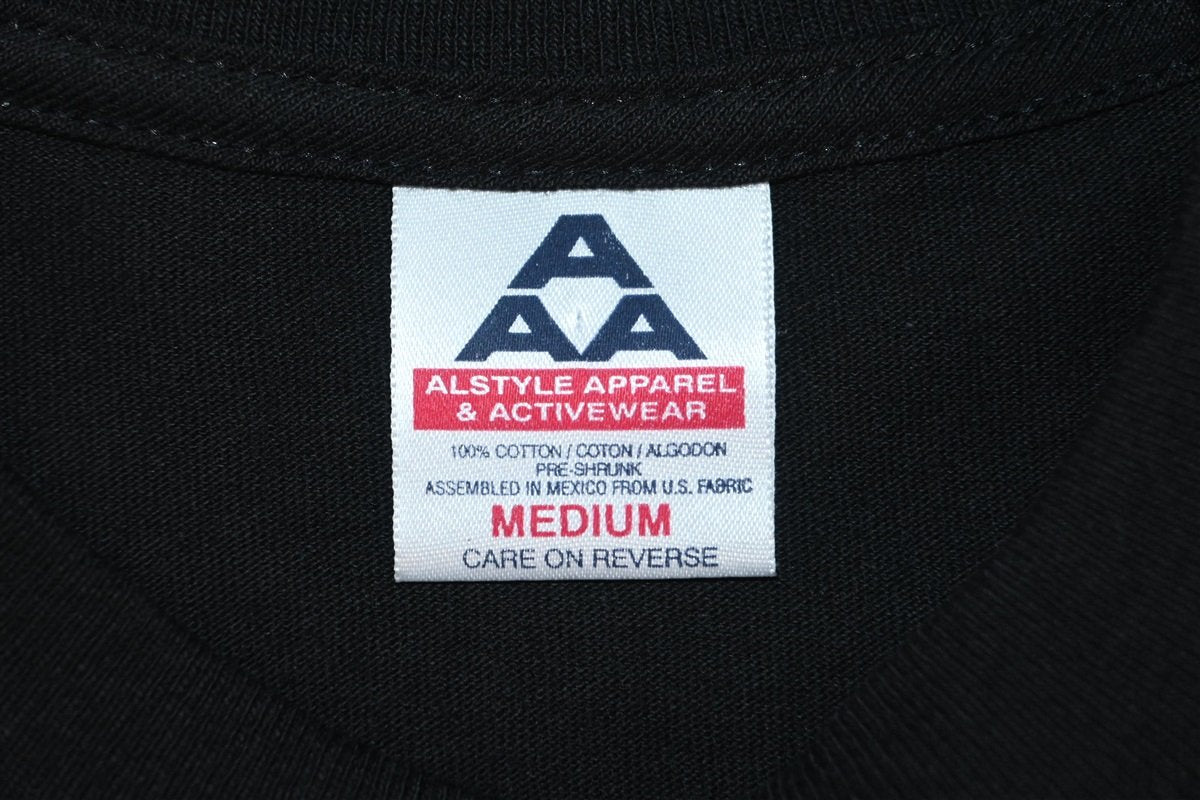 A
A A
ALSTYLE APPAREL
& ACTIVEWEAR
100% COTTON / COTON / ALGODON
PRE-SHRUNK
ASSEMBLED IN MEXICO FROM U.S. FABRIC
MEDIUM
CARE ON REVERSE